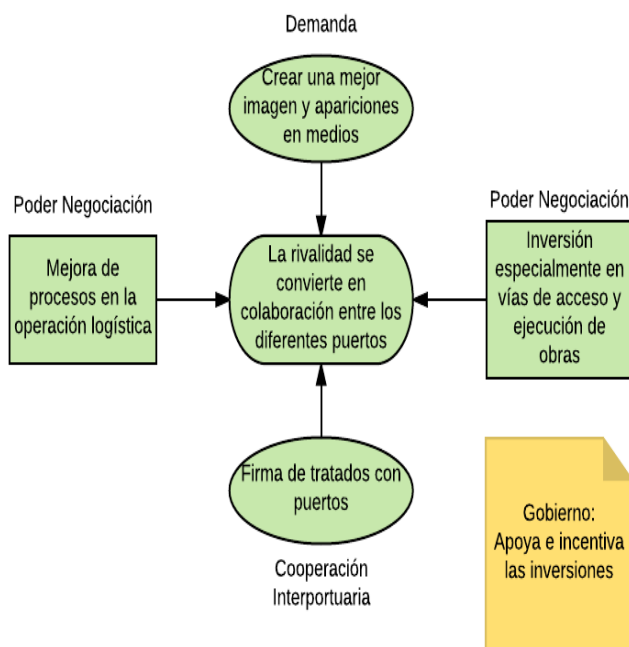 Demanda
Crear una mejor
imagen y apariciones
en medios
Poder Negociación
Mejora de
procesos en la
operación logística
La rivalidad se
convierte en
colaboración entre los
diferentes puertos
Poder Negociación
Inversión
especialmente en
vías de acceso y
ejecución de
obras
Firma de tratados con
puertos
Cooperación
Interportuaria
Gobierno:
Apoya e incentiva
las inversiones